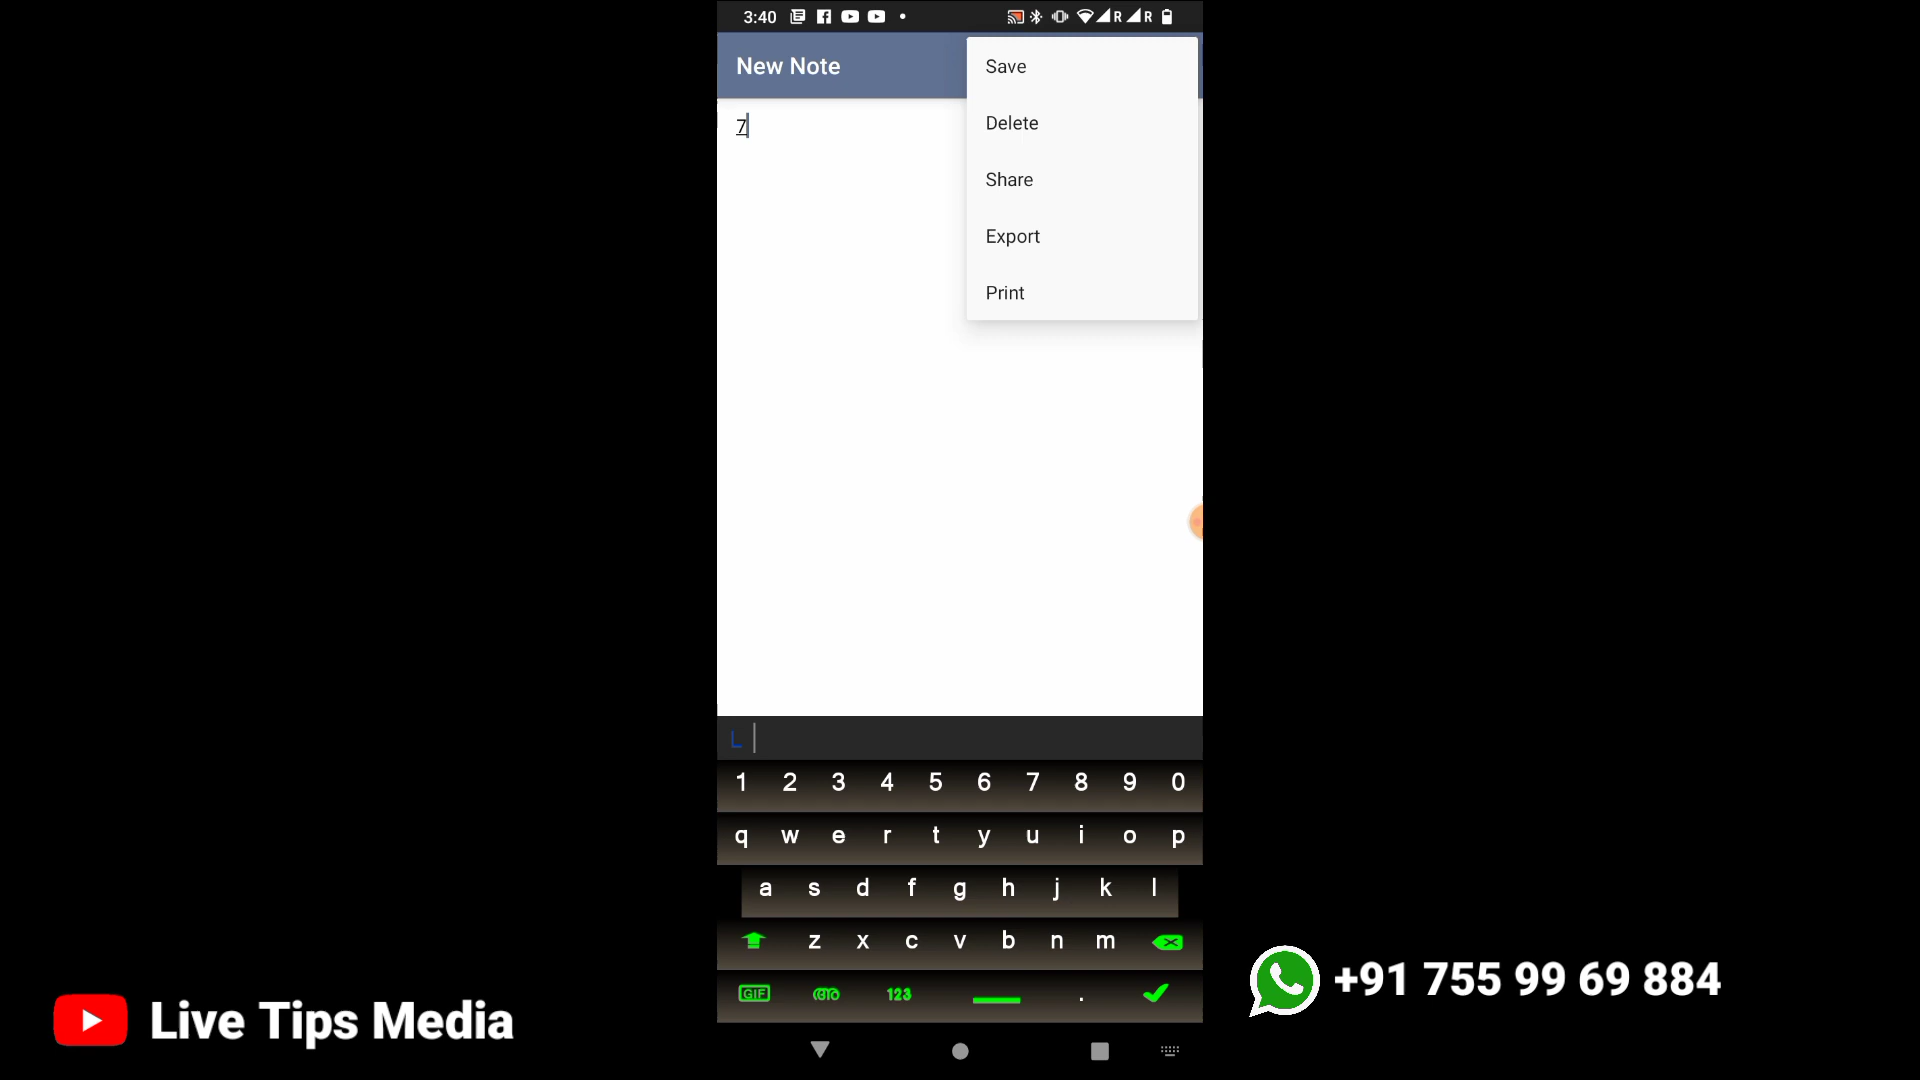 3:40
R R
New Note
Save
7
Delete
Share
Export
Print
L
1 2 3 4 5 6 7 8 9 0
q w e r t y u i o p
a s d f g h j k l
z x c v b n m
GIF അ 123 .
Live Tips Media
+91 755 99 69 884